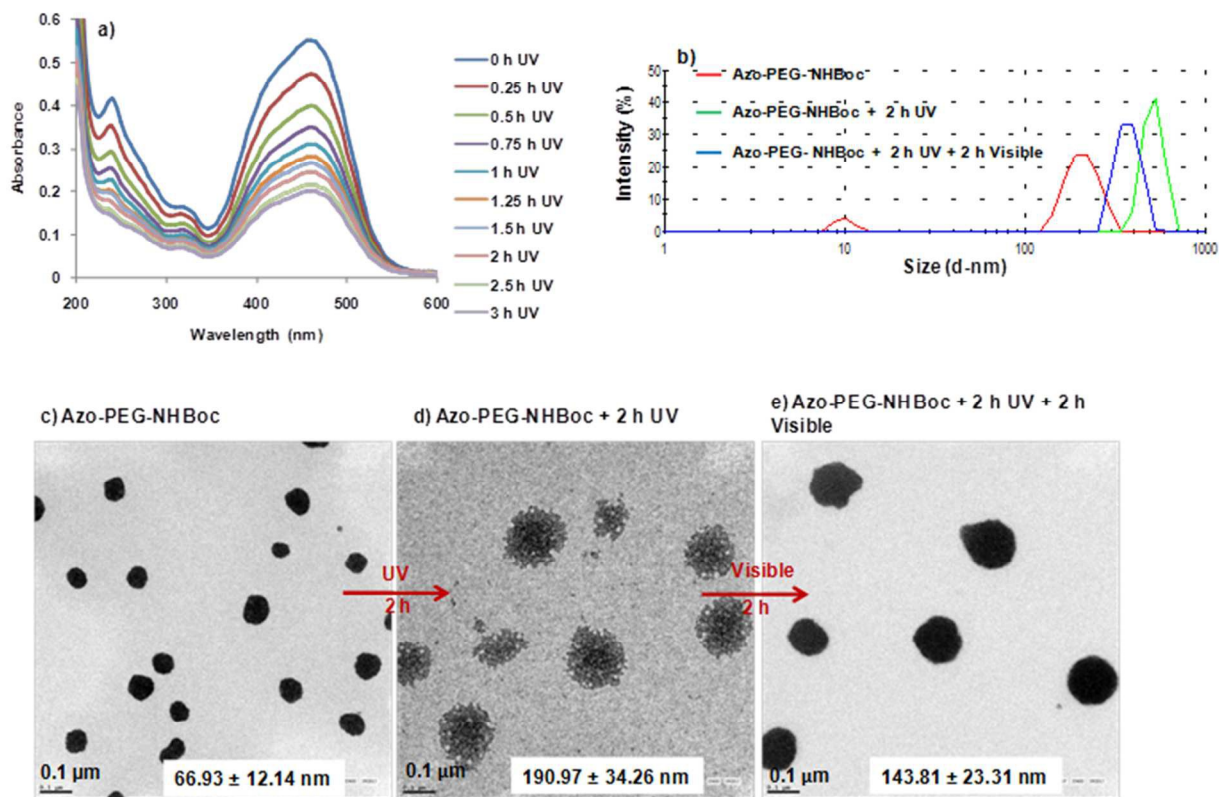 a)
0.6
0.5
0.4
0.3
0.2
0.1
0
Absorbance
200 300 400 500 600
Wavelength (nm)
0 h UV
0.25 h UV
0.5 h UV
0.75 h UV
1 h UV
1.25 h UV
1.5 h UV
2 h UV
2.5 h UV
3 h UV
b)
Azo-PEG-NHBoc
Azo-PEG-NHBoc + 2 h UV
Azo-PEG- NHBoc + 2 h UV + 2 h Visible
50
40
30
20
10
0
Intensity (%)
1 10 100 1000
Size (d-nm)
c) Azo-PEG-NHBoc
d) Azo-PEG-NHBoc + 2 h UV
e) Azo-PEG-NHBoc + 2 h UV + 2 h
Visible
UV
2 h
Visible
2 h
0.1 µm
66.93 ± 12.14 nm
0.1 µm
190.97 ± 34.26 nm
0.1 µm
143.81 ± 23.31 nm